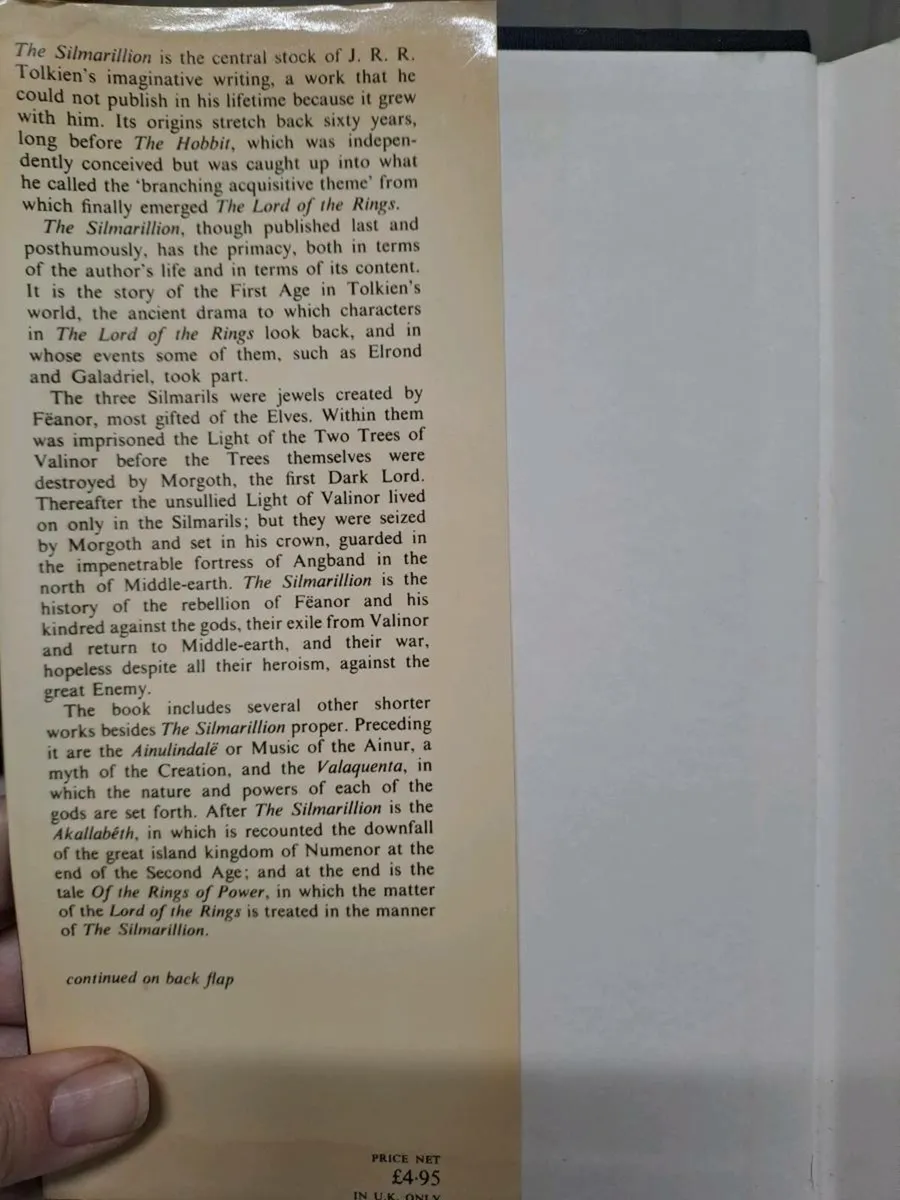 The Silmarillion is the central stock of J. R. R.
Tolkien's imaginative writing, a work that he
could not publish in his lifetime because it grew
with him. Its origins stretch back sixty years,
long before The Hobbit, which was indepen-
dently conceived but was caught up into what
he called the 'branching acquisitive theme' from
which finally emerged The Lord of the Rings.
The Silmarillion, though published last and
posthumously, has the primacy, both in terms
of the author's life and in terms of its content.
It is the story of the First Age in Tolkien's
world, the ancient drama to which characters
in The Lord of the Rings look back, and in
whose events some of them, such as Elrond
and Galadriel, took part.
The three Silmarils were jewels created by
Fëanor, most gifted of the Elves. Within them
was imprisoned the Light of the Two Trees of
Valinor before the Trees themselves were
destroyed by Morgoth, the first Dark Lord.
Thereafter the unsullied Light of Valinor lived
on only in the Silmarils; but they were seized
by Morgoth and set in his crown, guarded in
the impenetrable fortress of Angband in the
north of Middle-earth. The Silmarillion is the
history of the rebellion of Fëanor and his
kindred against the gods, their exile from Valinor
and return to Middle-earth, and their war,
hopeless despite all their heroism, against the
great Enemy.
The book includes several other shorter
works besides The Silmarillion proper. Preceding
it are the Ainulindalë or Music of the Ainur, a
myth of the Creation, and the Valaquenta, in
which the nature and powers of each of the
gods are set forth. After The Silmarillion is the
Akallabêth, in which is recounted the downfall
of the great island kingdom of Numenor at the
end of the Second Age; and at the end is the
tale Of the Rings of Power, in which the matter
of the Lord of the Rings is treated in the manner
of The Silmarillion.
continued on back flap
PRICE NET
£4·95
IN U.K. ONLY